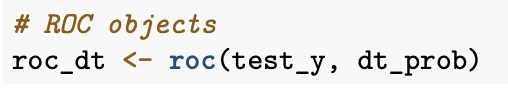 # ROC objects
roc_dt <- roc(test_y, dt_prob)